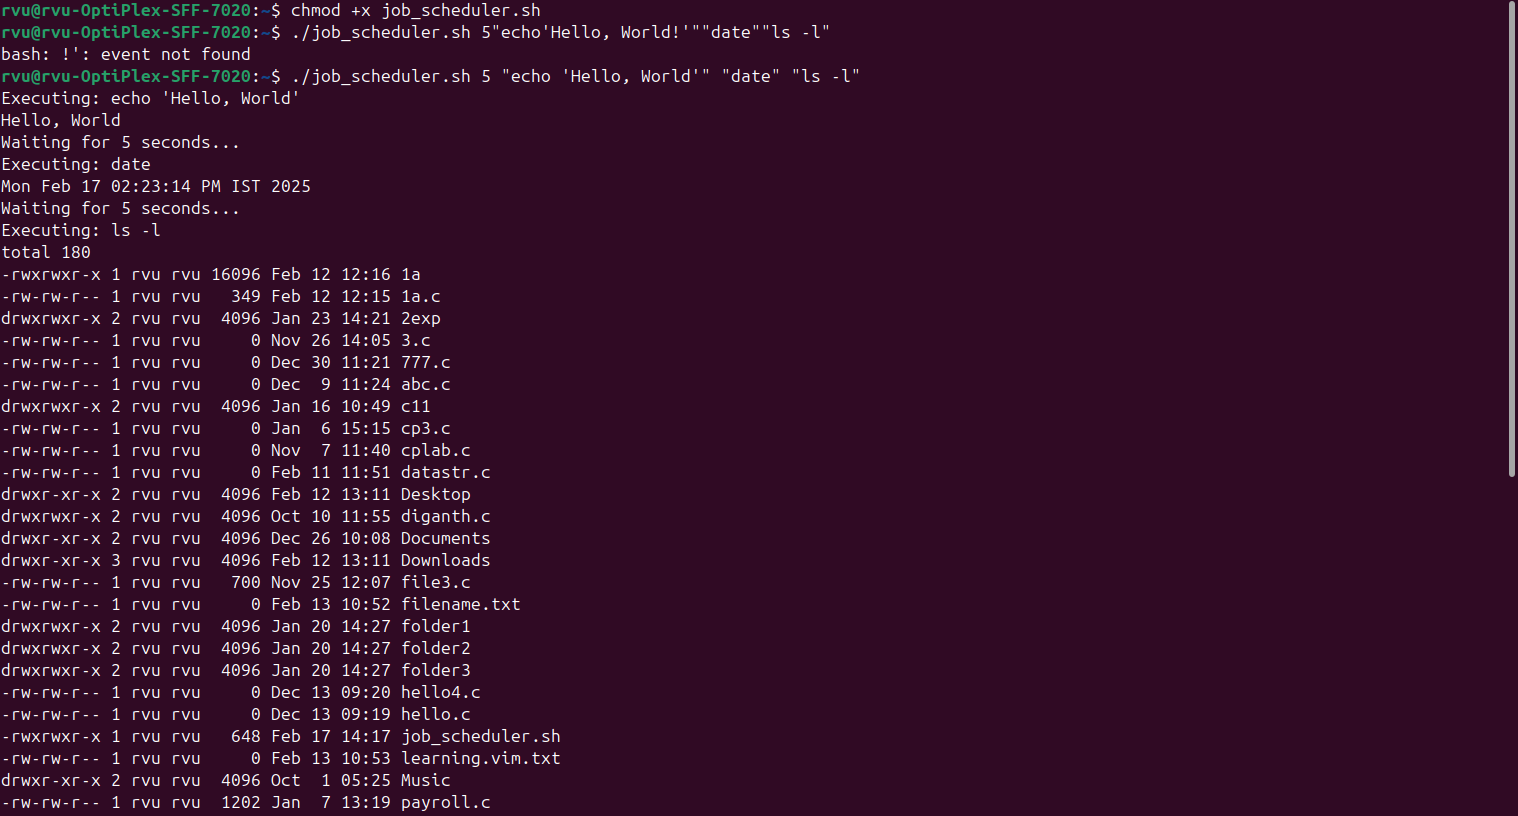 rvu@rvu-OptiPlex-SFF-7020:~$ chmod +x job_scheduler.sh
rvu@rvu-OptiPlex-SFF-7020:~$ ./job_scheduler.sh 5"echo'Hello, World!'""date""ls -l"
bash: !': event not found
rvu@rvu-OptiPlex-SFF-7020:~$ ./job_scheduler.sh 5 "echo 'Hello, World'" "date" "ls -l"
Executing: echo 'Hello, World'
Hello, World
Waiting for 5 seconds...
Executing: date
Mon Feb 17 02:23:14 PM IST 2025
Waiting for 5 seconds...
Executing: ls -l
total 180
-rwxrwxr-x 1 rvu rvu 16096 Feb 12 12:16 1a
-rw-rw-r-- 1 rvu rvu   349 Feb 12 12:15 1a.c
drwxrwxr-x 2 rvu rvu  4096 Jan 23 14:21 2exp
-rw-rw-r-- 1 rvu rvu     0 Nov 26 14:05 3.c
-rw-rw-r-- 1 rvu rvu     0 Dec 30 11:21 777.c
-rw-rw-r-- 1 rvu rvu     0 Dec  9 11:24 abc.c
drwxrwxr-x 2 rvu rvu  4096 Jan 16 10:49 c11
-rw-rw-r-- 1 rvu rvu     0 Jan  6 15:15 cp3.c
-rw-rw-r-- 1 rvu rvu     0 Nov  7 11:40 cplab.c
-rw-rw-r-- 1 rvu rvu     0 Feb 11 11:51 datastr.c
drwxr-xr-x 2 rvu rvu  4096 Feb 12 13:11 Desktop
drwxrwxr-x 2 rvu rvu  4096 Oct 10 11:55 diganth.c
drwxr-xr-x 2 rvu rvu  4096 Dec 26 10:08 Documents
drwxr-xr-x 3 rvu rvu  4096 Feb 12 13:11 Downloads
-rw-rw-r-- 1 rvu rvu   700 Nov 25 12:07 file3.c
-rw-rw-r-- 1 rvu rvu     0 Feb 13 10:52 filename.txt
drwxrwxr-x 2 rvu rvu  4096 Jan 20 14:27 folder1
drwxrwxr-x 2 rvu rvu  4096 Jan 20 14:27 folder2
drwxrwxr-x 2 rvu rvu  4096 Jan 20 14:27 folder3
-rw-rw-r-- 1 rvu rvu     0 Dec 13 09:20 hello4.c
-rw-rw-r-- 1 rvu rvu     0 Dec 13 09:19 hello.c
-rwxrwxr-x 1 rvu rvu   648 Feb 17 14:17 job_scheduler.sh
-rw-rw-r-- 1 rvu rvu     0 Feb 13 10:53 learning.vim.txt
drwxr-xr-x 2 rvu rvu  4096 Oct  1 05:25 Music
-rw-rw-r-- 1 rvu rvu  1202 Jan  7 13:19 payroll.c